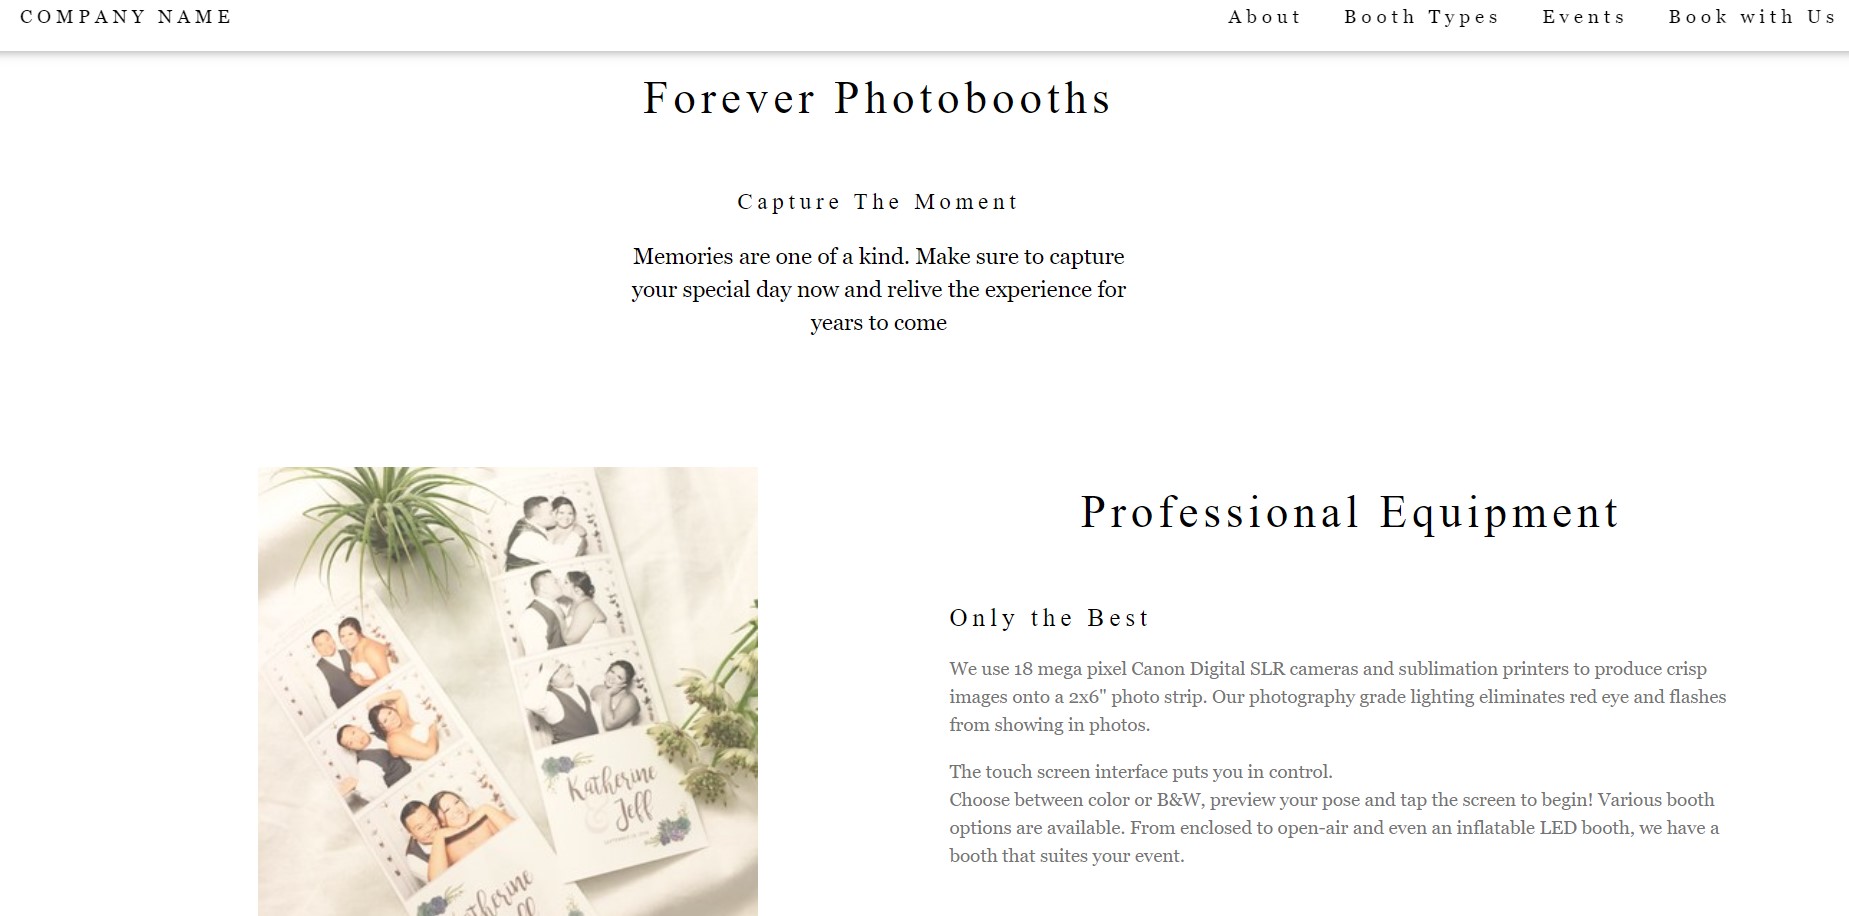 COMPANY NAME
About Booth Types Events Book with Us
Forever Photobooths
Capture The Moment
Memories are one of a kind. Make sure to capture
your special day now and relive the experience for
years to come
Katherine
&
Jeff
Katherine
Professional Equipment
Only the Best
We use 18 mega pixel Canon Digital SLR cameras and sublimation printers to produce crisp
images onto a 2x6" photo strip. Our photography grade lighting eliminates red eye and flashes
from showing in photos.
The touch screen interface puts you in control.
Choose between color or B&W, preview your pose and tap the screen to begin! Various booth
options are available. From enclosed to open-air and even an inflatable LED booth, we have a
booth that suites your event.